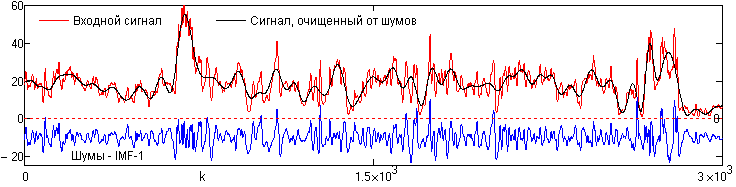 60
Входной сигнал Сигнал, очищенный от шумов
40
20
0 0
− 20
Шумы - IMF-1
0 k 1.5×10³ 3×10³